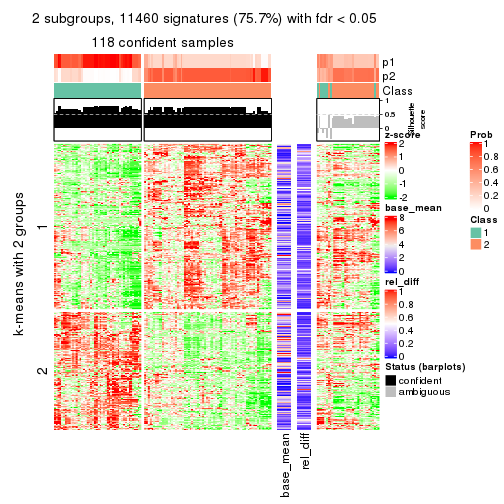 2 subgroups, 11460 signatures (75.7%) with fdr < 0.05
118 confident samples
p1
p2
Class
1
0.5
0
Silhouette
score
k-means with 2 groups
1
2
base_mean
rel_diff
z-score
2
1
0
-1
-2
base_mean
8
6
4
2
0
rel_diff
1
0.8
0.6
0.4
0.2
0
Status (barplots)
confident
ambiguous
Prob
1
0.8
0.6
0.4
0.2
0
Class
1
2